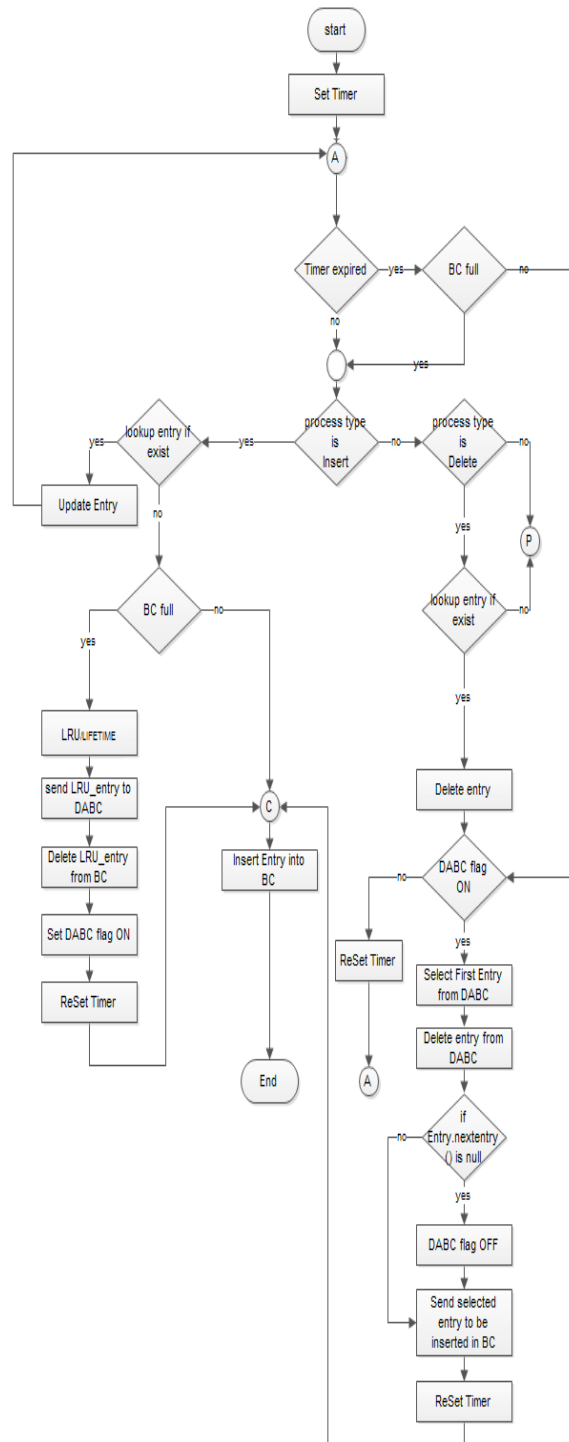 start
Set Timer
A
Timer expired
yes
BC full
no
no
yes
lookup entry if
exist
yes
process type
is
Insert
no
process type
is
Delete
no
yes
Update Entry
no
yes
P
BC full
no
lookup entry if
exist
no
yes
yes
LRU/LIFETIME
send LRU_entry to
DABC
C
Delete entry
Delete LRU_entry
from BC
Insert Entry into
BC
DABC flag
ON
no
Set DABC flag ON
yes
ReSet Timer
Select First Entry
from DABC
ReSet Timer
Delete entry from
DABC
End
A
if
Entry.nextentry
() is null
no
yes
DABC flag OFF
Send selected
entry to be
inserted in BC
ReSet Timer